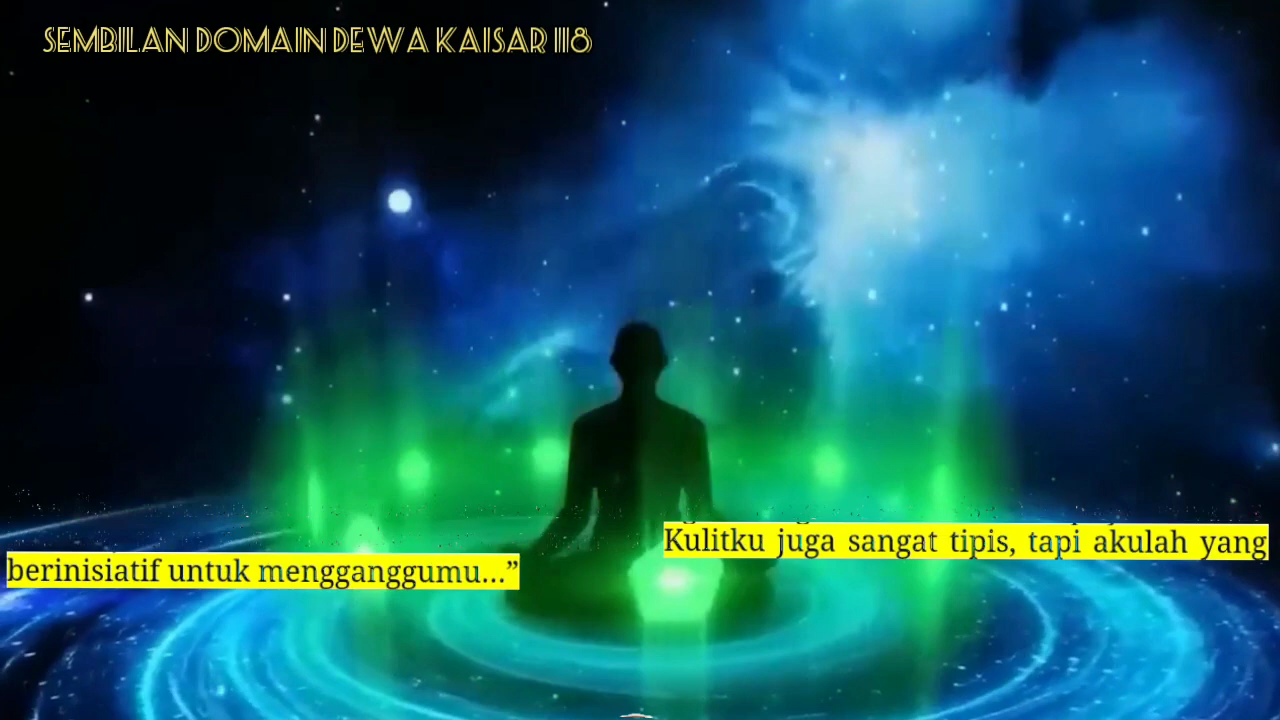 SEMBILAN DOMAIN DEWA KAISAR 118
Kulitku juga sangat tipis, tapi akulah yang
berinisiatif untuk mengganggumu...”